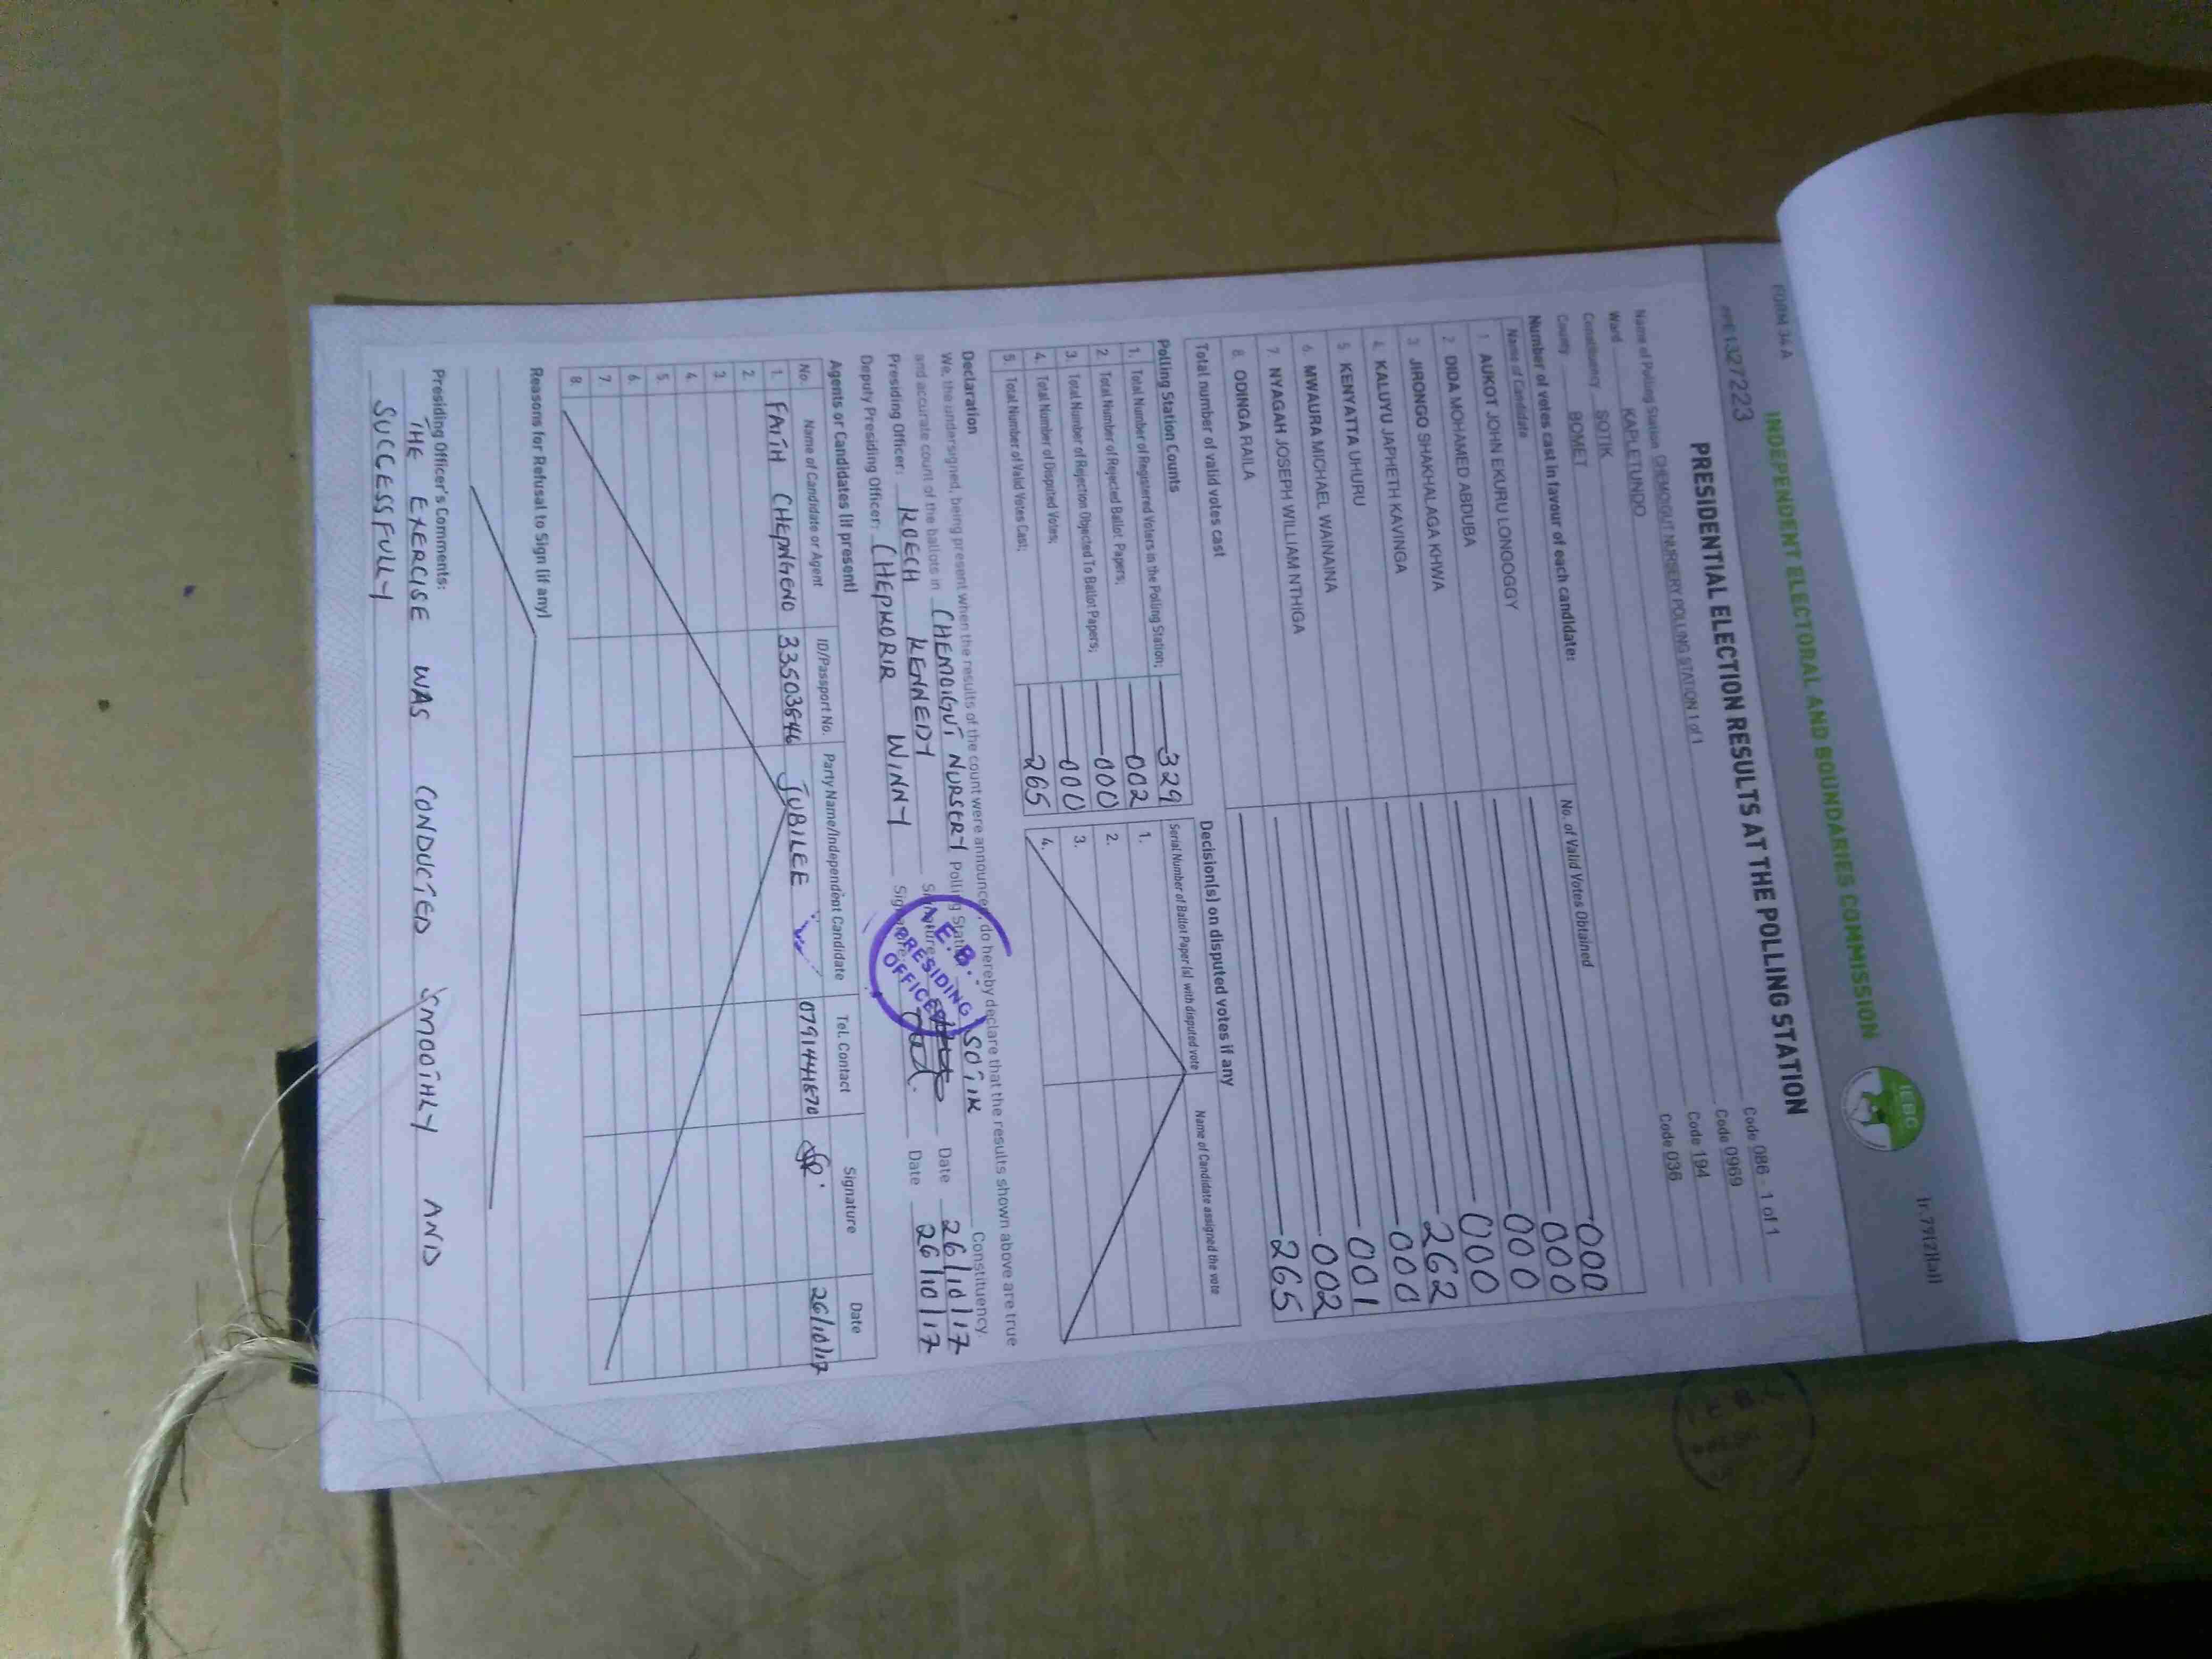 FORM 34 A
(r.79(2)(a))
INDEPENDENT ELECTORAL AND BOUNDARIES COMMISSION
IEBC
1327223
PRESIDENTIAL ELECTION RESULTS AT THE POLLING STATION
Name of Polling Station CHEMOIGUT NURSERY POLLING STATION 1 of 1 Code 086 - 1 of 1
Ward KAPLETUNDO Code 0969
Constituency SOTIK Code 194
County BOMET Code 036
Number of votes cast in favour of each candidate:
Name of Candidate No. of Valid Votes Obtained
1 AUKOT JOHN EKURU LONGOGGY 000
2 DIDA MOHAMED ABDUBA 000
3 JIRONGO SHAKHALAGA KHWA 000
4 KALUYU JAPHETH KAVINGA 000
5 KENYATTA UHURU 262
6 MWAURA MICHAEL WAINAINA 000
7. NYAGAH JOSEPH WILLIAM NTHIGA 001
8. ODINGA RAILA 002
Total number of valid votes cast 265
Polling Station Counts
1. Total Number of Registered Voters in the Polling Station; 329
2. Total Number of Rejected Ballot Papers; 002
3. Total Number of Rejection Objected To Ballot Papers; 000
4. Total Number of Disputed Votes; 000
5. Total Number of Valid Votes Cast; 265
Decision(s) on disputed votes if any
Serial Number of Ballot Paper (s) with disputed vote Name of Candidate assigned the vote
1.
2.
3.
4.
Declaration
We, the undersigned, being present when the results of the count were announced, do hereby declare that the results shown above are true
and accurate count of the ballots in CHEMOIGUT NURSERY Polling Station SOTIK Constituency.
Presiding Officer: KOECH KENNEDY Signature Date 26/10/17
Deputy Presiding Officer: CHEPKORIR WINNY Signature Date 26/10/17
E.B.
PRESIDING
OFFICER
Agents or Candidates (if present)
No. Name of Candidate or Agent ID/Passport No. Party Name/Independent Candidate Tel. Contact Signature Date
1. FAITH CHEPNGENO 33503646 JUBILEE 0791441870 26/10/17
2.
3.
4.
5.
6.
7.
8.
Reasons for Refusal to Sign (if any)
Presiding Officer's Comments:
THE EXERCISE WAS CONDUCTED SMOOTHLY AND
SUCCESSFULLY